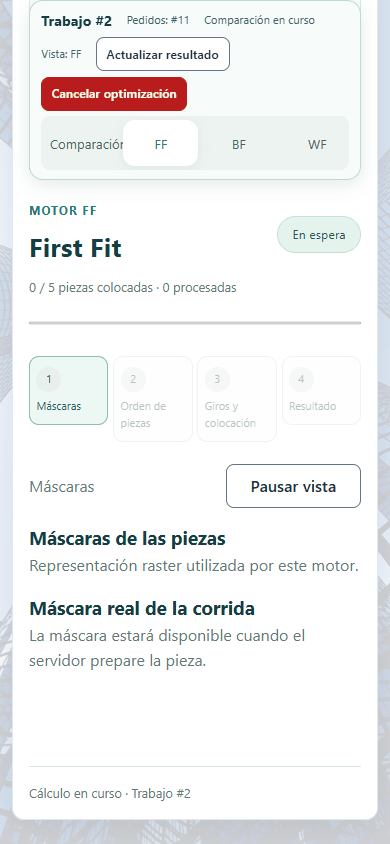 Trabajo #2 Pedidos: #11 Comparación en curso
Vista: FF Actualizar resultado
Cancelar optimización
Comparación FF BF WF
MOTOR FF
First Fit
En espera
0 / 5 piezas colocadas · 0 procesadas
1 2 3 4
Máscaras Orden de piezas Giros y colocación Resultado
Máscaras Pausar vista
Máscaras de las piezas
Representación raster utilizada por este motor.
Máscara real de la corrida
La máscara estará disponible cuando el
servidor prepare la pieza.
Cálculo en curso · Trabajo #2